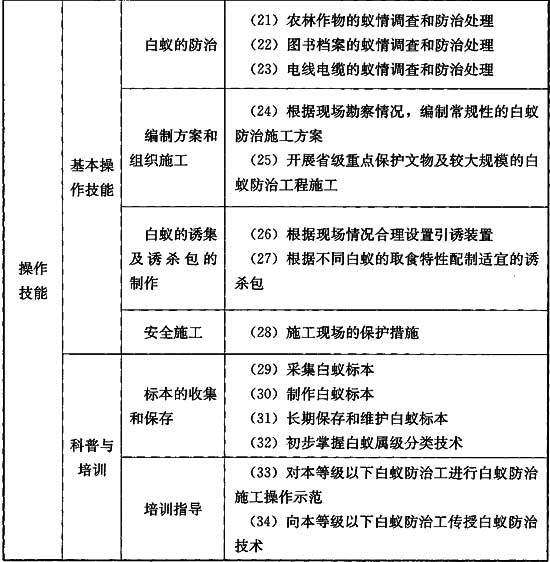 操作
技能
基本操
作技能
白蚁的防治
(21) 农林作物的蚁情调查和防治处理
(22) 图书档案的蚁情调查和防治处理
(23) 电线电缆的蚁情调查和防治处理
编制方案和
组织施工
(24) 根据现场勘察情况，编制常规性的白蚁
防治施工方案
(25) 开展省级重点保护文物及较大规模的白
蚁防治工程施工
白蚁的诱集
及诱杀包的
制作
(26) 根据现场情况合理设置引诱装置
(27) 根据不同白蚁的取食特性配制适宜的诱
杀包
安全施工
(28) 施工现场的保护措施
科普与
培训
标本的收集
和保存
(29) 采集白蚁标本
(30) 制作白蚁标本
(31) 长期保存和维护白蚁标本
(32) 初步掌握白蚁属级分类技术
培训指导
(33) 对本等级以下白蚁防治工进行白蚁防治
施工操作示范
(34) 向本等级以下白蚁防治工传授白蚁防治
技术